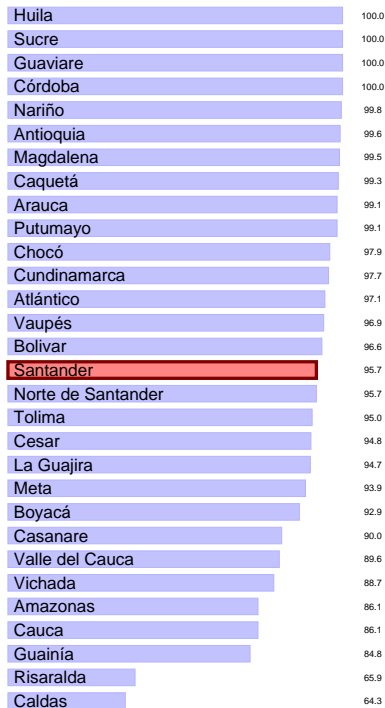 Huila 100.0
Sucre 100.0
Guaviare 100.0
Córdoba 100.0
Nariño 99.8
Antioquia 99.6
Magdalena 99.5
Caquetá 99.3
Arauca 99.1
Putumayo 99.1
Chocó 97.9
Cundinamarca 97.7
Atlántico 97.1
Vaupés 96.9
Bolivar 96.6
Santander 95.7
Norte de Santander 95.7
Tolima 95.0
Cesar 94.8
La Guajira 94.7
Meta 93.9
Boyacá 92.9
Casanare 90.0
Valle del Cauca 89.6
Vichada 88.7
Amazonas 86.1
Cauca 86.1
Guainía 84.8
Risaralda 65.9
Caldas 64.3